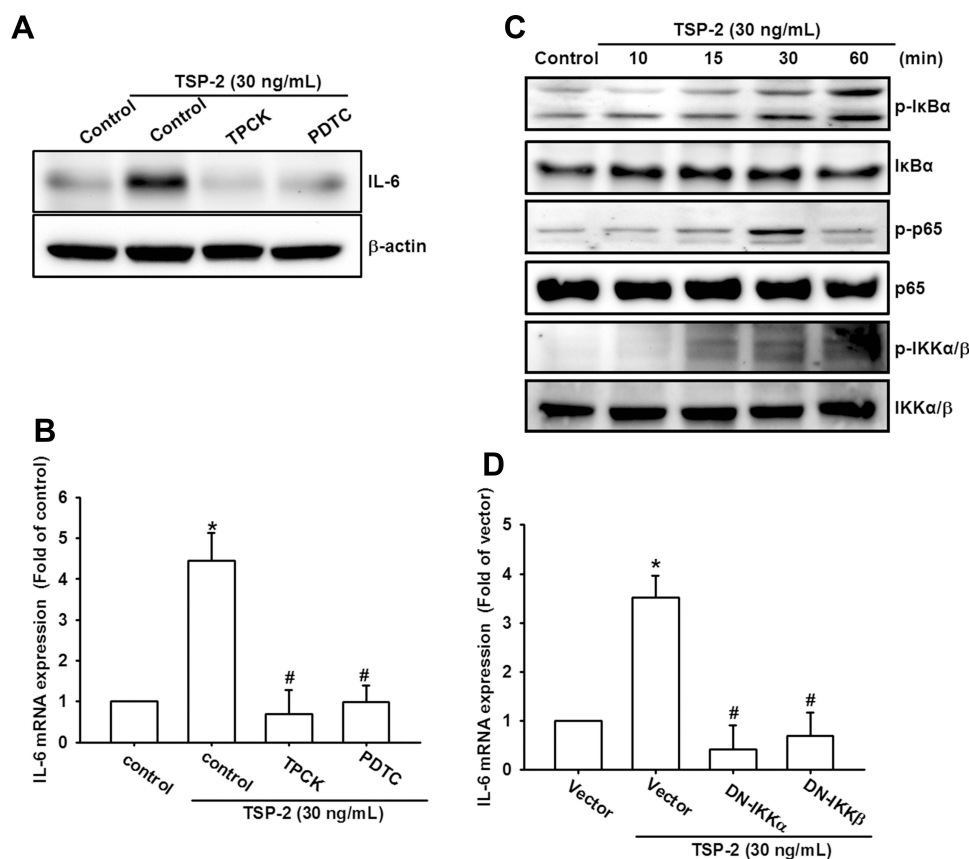 A
TSP-2 (30 ng/mL)
Control Control TPCK PDTC
IL-6
β-actin
C
TSP-2 (30 ng/mL)
Control 10 15 30 60 (min)
p-IκBα
IκBα
p-p65
p65
p-IKKα/β
IKKα/β
B
IL-6 mRNA expression (Fold of control)
6
5
4
3
2
1
0
*
#
#
control control TPCK PDTC
TSP-2 (30 ng/mL)
D
IL-6 mRNA expression (Fold of vector)
5
4
3
2
1
0
*
#
#
Vector Vector DN-IKKα DN-IKKβ
TSP-2 (30 ng/mL)